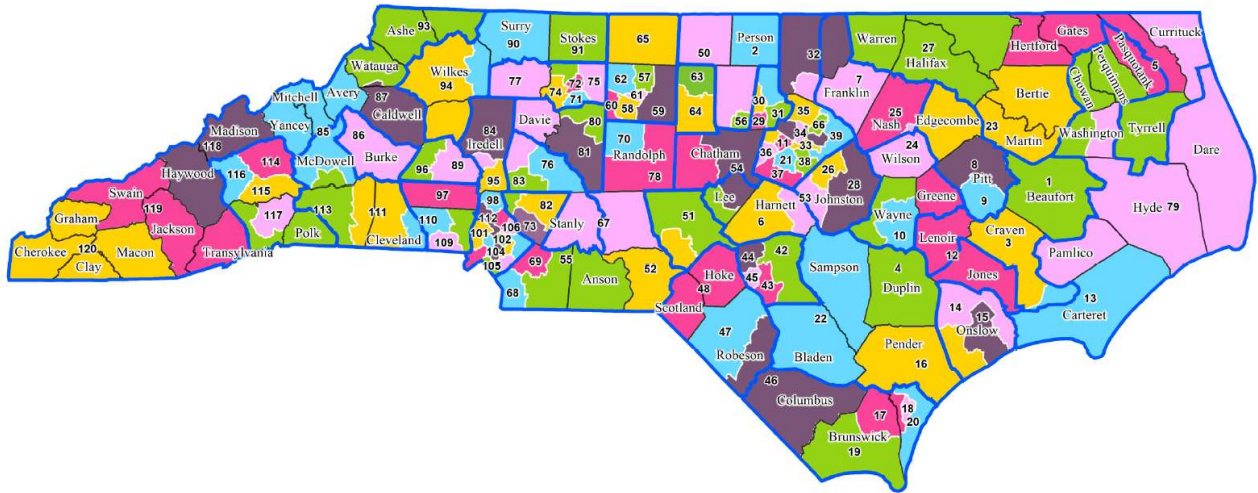 Ashe 93
Surry
90
Stokes
91
65
50
Person
2
32
Warren
27
Halifax
Hertford
Gates
Pasquotank
5
Currituck
Perquimans
Chowan
Watauga
Wilkes
94
77
74
72
75
71
62
57
61
60
58
59
63
64
56
30
29
31
35
66
7
Franklin
25
Nash
Edgecombe
Bertie
23
Martin
Washington
Tyrrell
Dare
Mitchell
Avery
Yancey
85
87
Caldwell
84
Iredell
Davie
80
81
70
Randolph
78
Chatham
54
36
11
34
33
39
21
38
37
26
24
Wilson
8
Pitt
9
1
Beaufort
Hyde 79
Madison
118
86
Burke
96
89
McDowell
114
116
115
Haywood
95
83
76
Lee
Harnett
6
53
28
Johnston
Greene
Wayne
10
Lenoir
12
Craven
3
Pamlico
Swain
119
Jackson
Graham
Cherokee
120
Clay
Macon
Transylvania
117
113
Polk
111
Cleveland
97
110
109
98
112
101
106
102
104
105
73
82
Stanly
67
69
68
55
Anson
52
51
44
45
43
42
Hoke
48
Scotland
Sampson
4
Duplin
Jones
14
15
Onslow
13
Carteret
47
Robeson
22
Bladen
Pender
16
46
Columbus
17
18
20
Brunswick
19